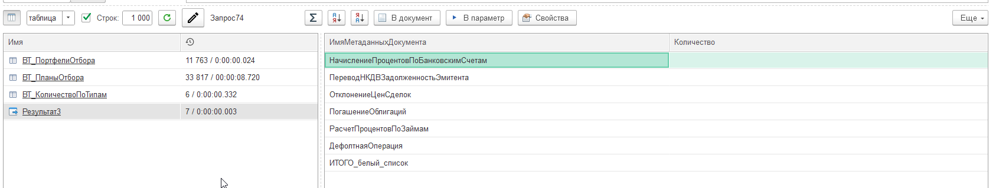 таблица Строк: 1 000 Запрос74 Σ А Я Я А В документ В параметр Свойства Еще
Имя ИмяМетаданныхДокумента Количество
ВТ_ПортфелиОтбора 11 763 / 0:00:00.024 НачислениеПроцентовПоБанковскимСчетам
ВТ_ПланыОтбора 33 817 / 00:00:08.720 ПереводНКДВЗадолженностьЭмитента
ВТ_КоличествоПоТипам 6 / 0:00:00.332 ОтклонениеЦенСделок
Результат3 7 / 0:00:00.003 ПогашениеОблигаций
РасчетПроцентовПоЗаймам
ДефолтнаяОперация
ИТОГО_белый_список